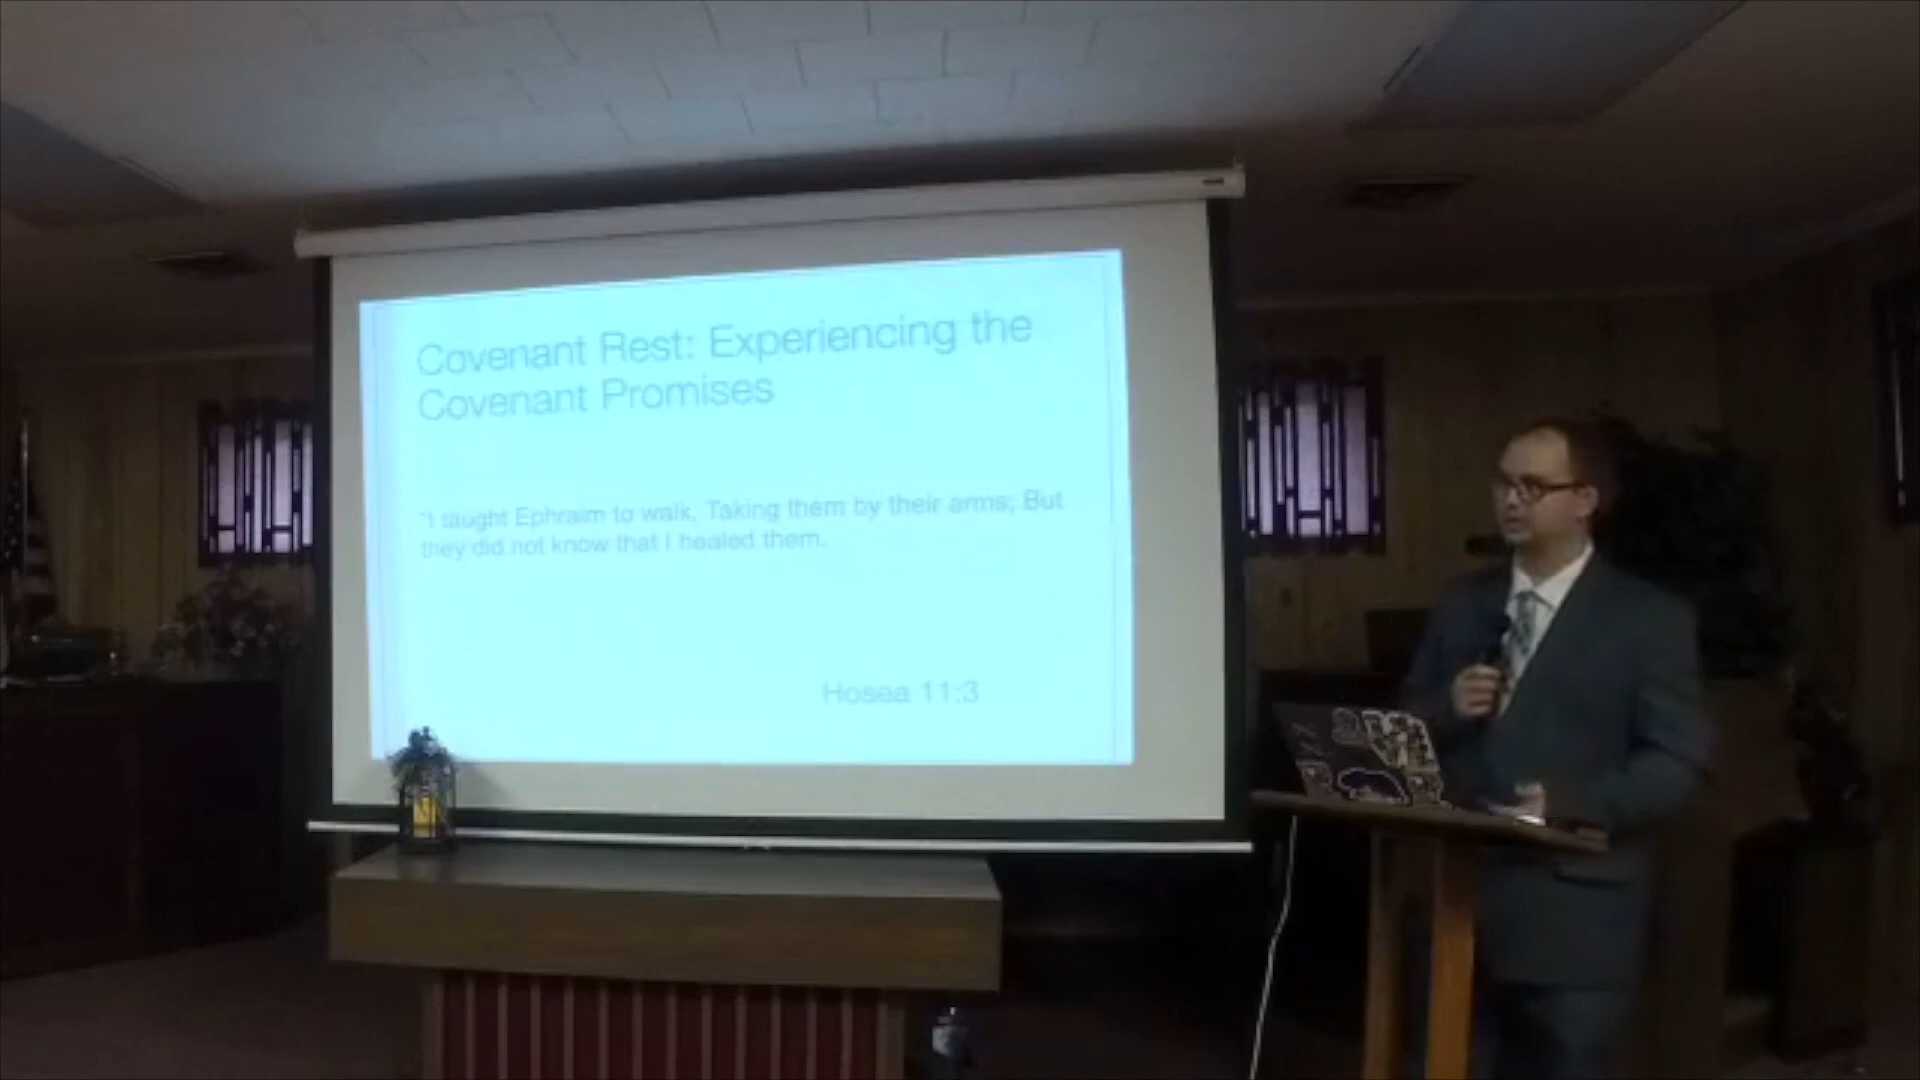 Covenant Rest: Experiencing the
Covenant Promises
"I taught Ephraim to walk, Taking them by their arms; But
they did not know that I healed them.
Hosea 11:3